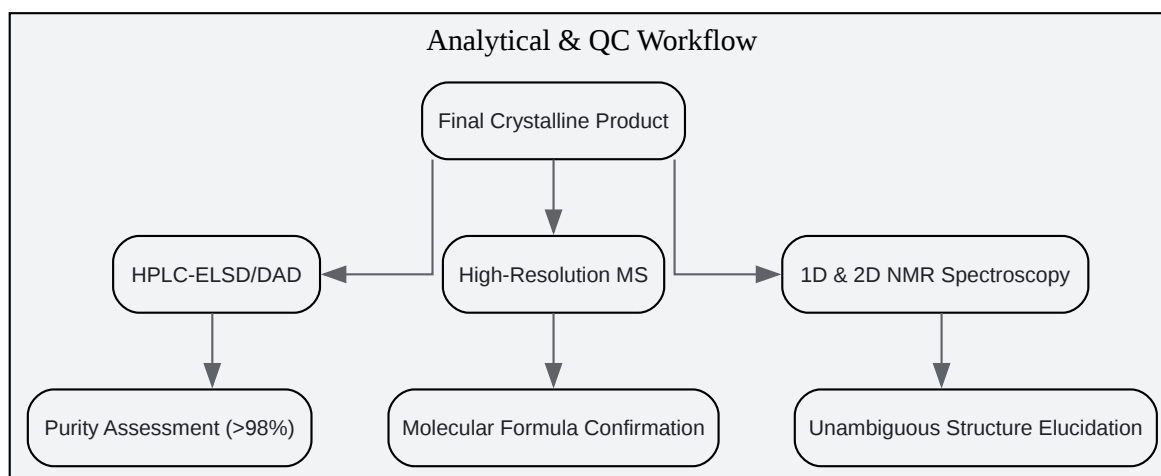 Analytical & QC Workflow
Final Crystalline Product
HPLC-ELSD/DAD
High-Resolution MS
1D & 2D NMR Spectroscopy
Purity Assessment (>98%)
Molecular Formula Confirmation
Unambiguous Structure Elucidation